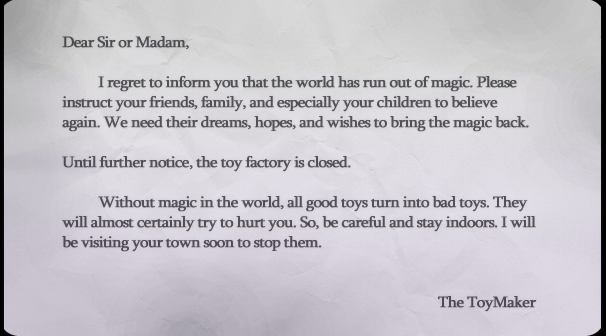 Dear Sir or Madam,
I regret to inform you that the world has run out of magic. Please
instruct your friends, family, and especially your children to believe
again. We need their dreams, hopes, and wishes to bring the magic back.
Until further notice, the toy factory is closed.
Without magic in the world, all good toys turn into bad toys. They
will almost certainly try to hurt you. So, be careful and stay indoors. I will
be visiting your town soon to stop them.
The ToyMaker